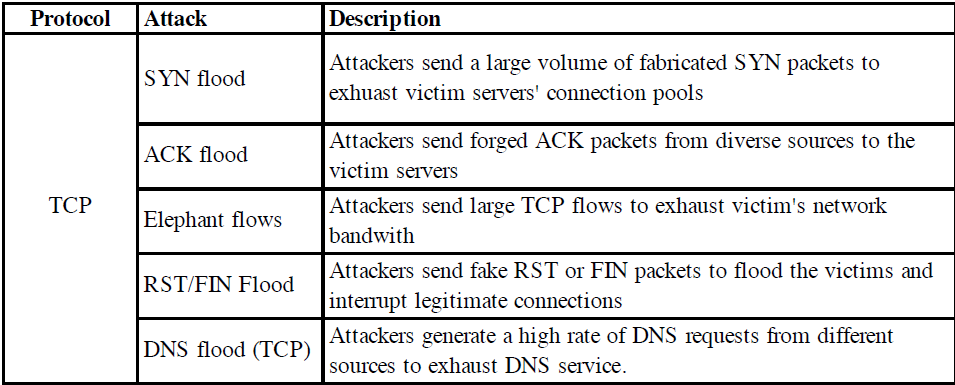 Protocol Attack Description
TCP
SYN flood
Attackers send a large volume of fabricated SYN packets to
exhuast victim servers' connection pools
ACK flood
Attackers send forged ACK packets from diverse sources to the
victim servers
Elephant flows
Attackers send large TCP flows to exhaust victim's network
bandwith
RST/FIN Flood
Attackers send fake RST or FIN packets to flood the victims and
interrupt legitimate connections
DNS flood (TCP)
Attackers generate a high rate of DNS requests from different
sources to exhaust DNS service.